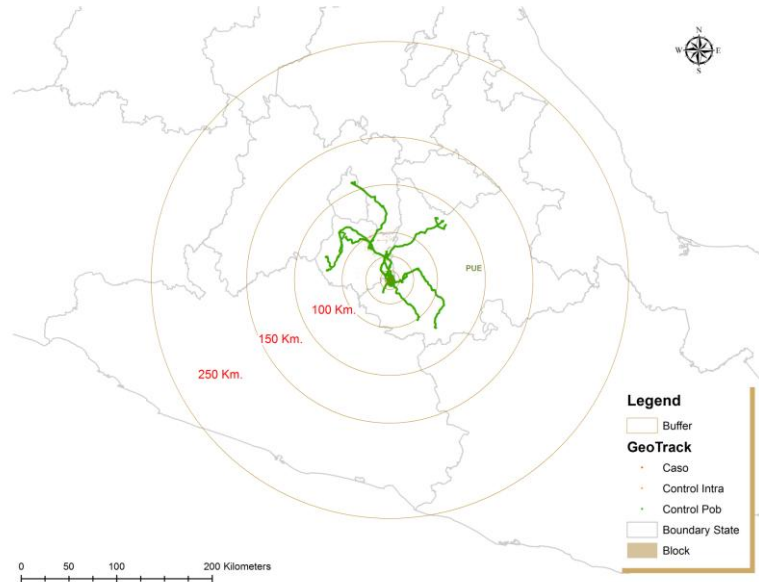 N
W E
S
PUE
100 Km.
150 Km.
250 Km.
Legend
Buffer
GeoTrack
Caso
Control Intra
Control Pob
Boundary State
Block
0 50 100 200 Kilometers